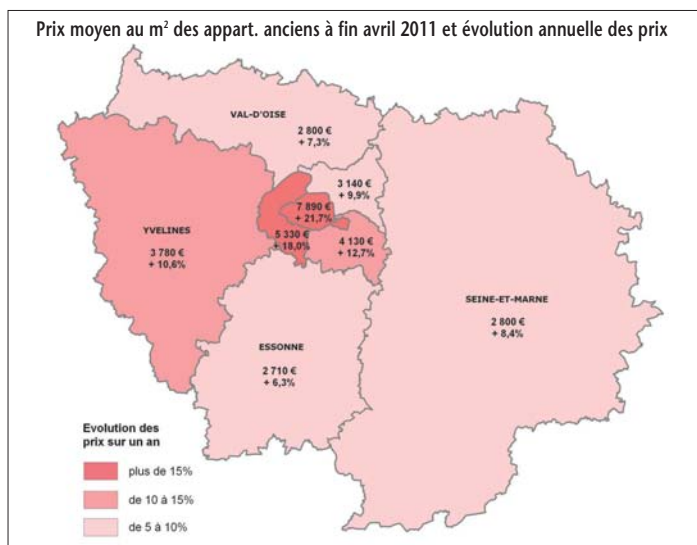 Prix moyen au m² des appart. anciens à fin avril 2011 et évolution annuelle des prix
VAL-D'OISE
2 800 €
+ 7,3%
3 140 €
+ 9,9%
7 890 €
+ 21,7%
YVELINES
3 780 €
+ 10,6%
5 330 €
+ 18,0%
4 130 €
+ 12,7%
SEINE-ET-MARNE
2 800 €
+ 8,4%
ESSONNE
2 710 €
+ 6,3%
Evolution des
prix sur un an
plus de 15%
de 10 à 15%
de 5 à 10%